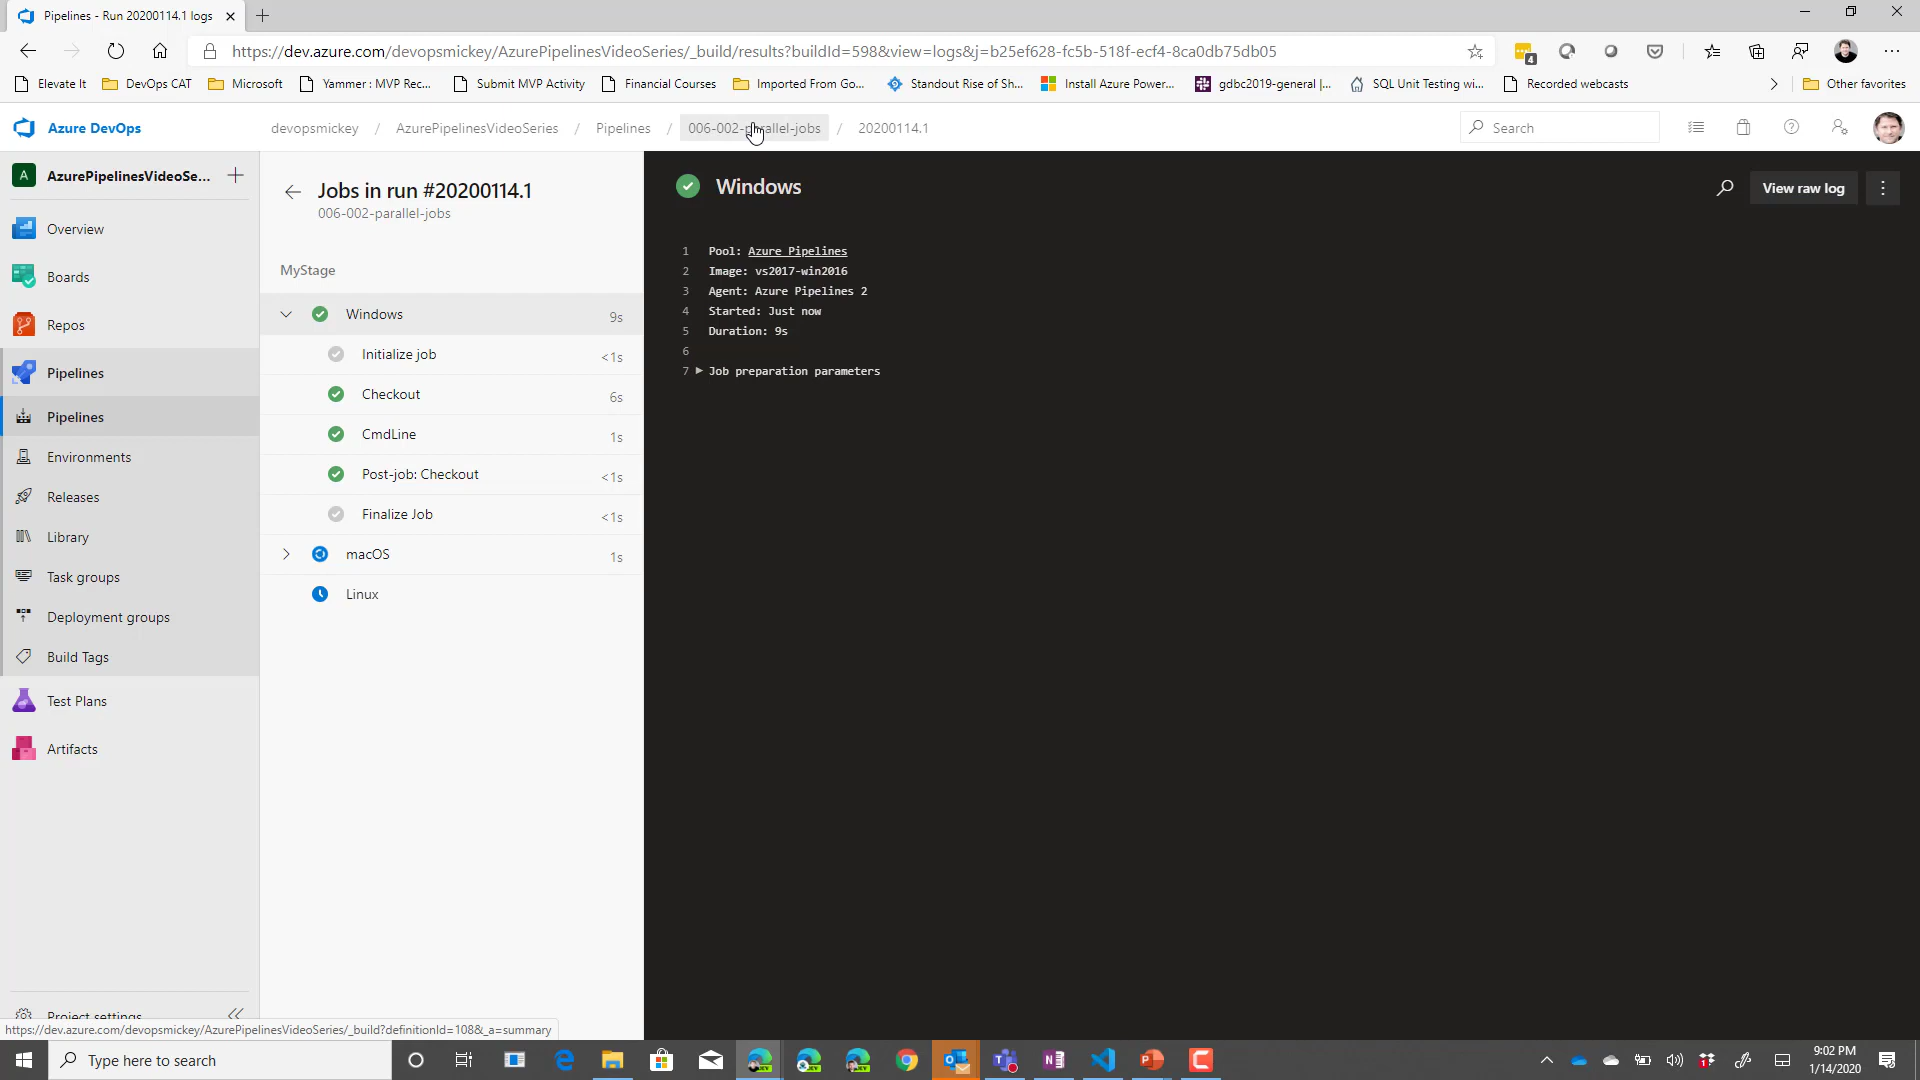 Pipelines - Run 20200114.1 logs
https://dev.azure.com/devopsmickey/AzurePipelinesVideoSeries/_build/results?buildId=598&view=logs&j=b25ef628-fc5b-518f-ecf4-8ca0db75db05
4
Elevate It
DevOps CAT
Microsoft
Yammer : MVP Rec...
Submit MVP Activity
Financial Courses
Imported From Go...
Standout Rise of Sh...
Install Azure Power...
gdbc2019-general |...
SQL Unit Testing wi...
Recorded webcasts
Other favorites
Azure DevOps
devopsmickey / AzurePipelinesVideoSeries / Pipelines / 006-002-parallel-jobs / 20200114.1
Search
A
AzurePipelinesVideoSe...
Overview
Boards
Repos
Pipelines
Pipelines
Environments
Releases
Library
Task groups
Deployment groups
Build Tags
Test Plans
Artifacts
Project settings
Jobs in run #20200114.1
006-002-parallel-jobs
MyStage
Windows 9s
Initialize job <1s
Checkout 6s
CmdLine 1s
Post-job: Checkout <1s
Finalize Job <1s
macOS 1s
Linux
Windows
View raw log
1 Pool: Azure Pipelines
2 Image: vs2017-win2016
3 Agent: Azure Pipelines 2
4 Started: Just now
5 Duration: 9s
6
7 Job preparation parameters
https://dev.azure.com/devopsmickey/AzurePipelinesVideoSeries/_build?definitionId=108&_a=summary
Type here to search
9:02 PM
1/14/2020